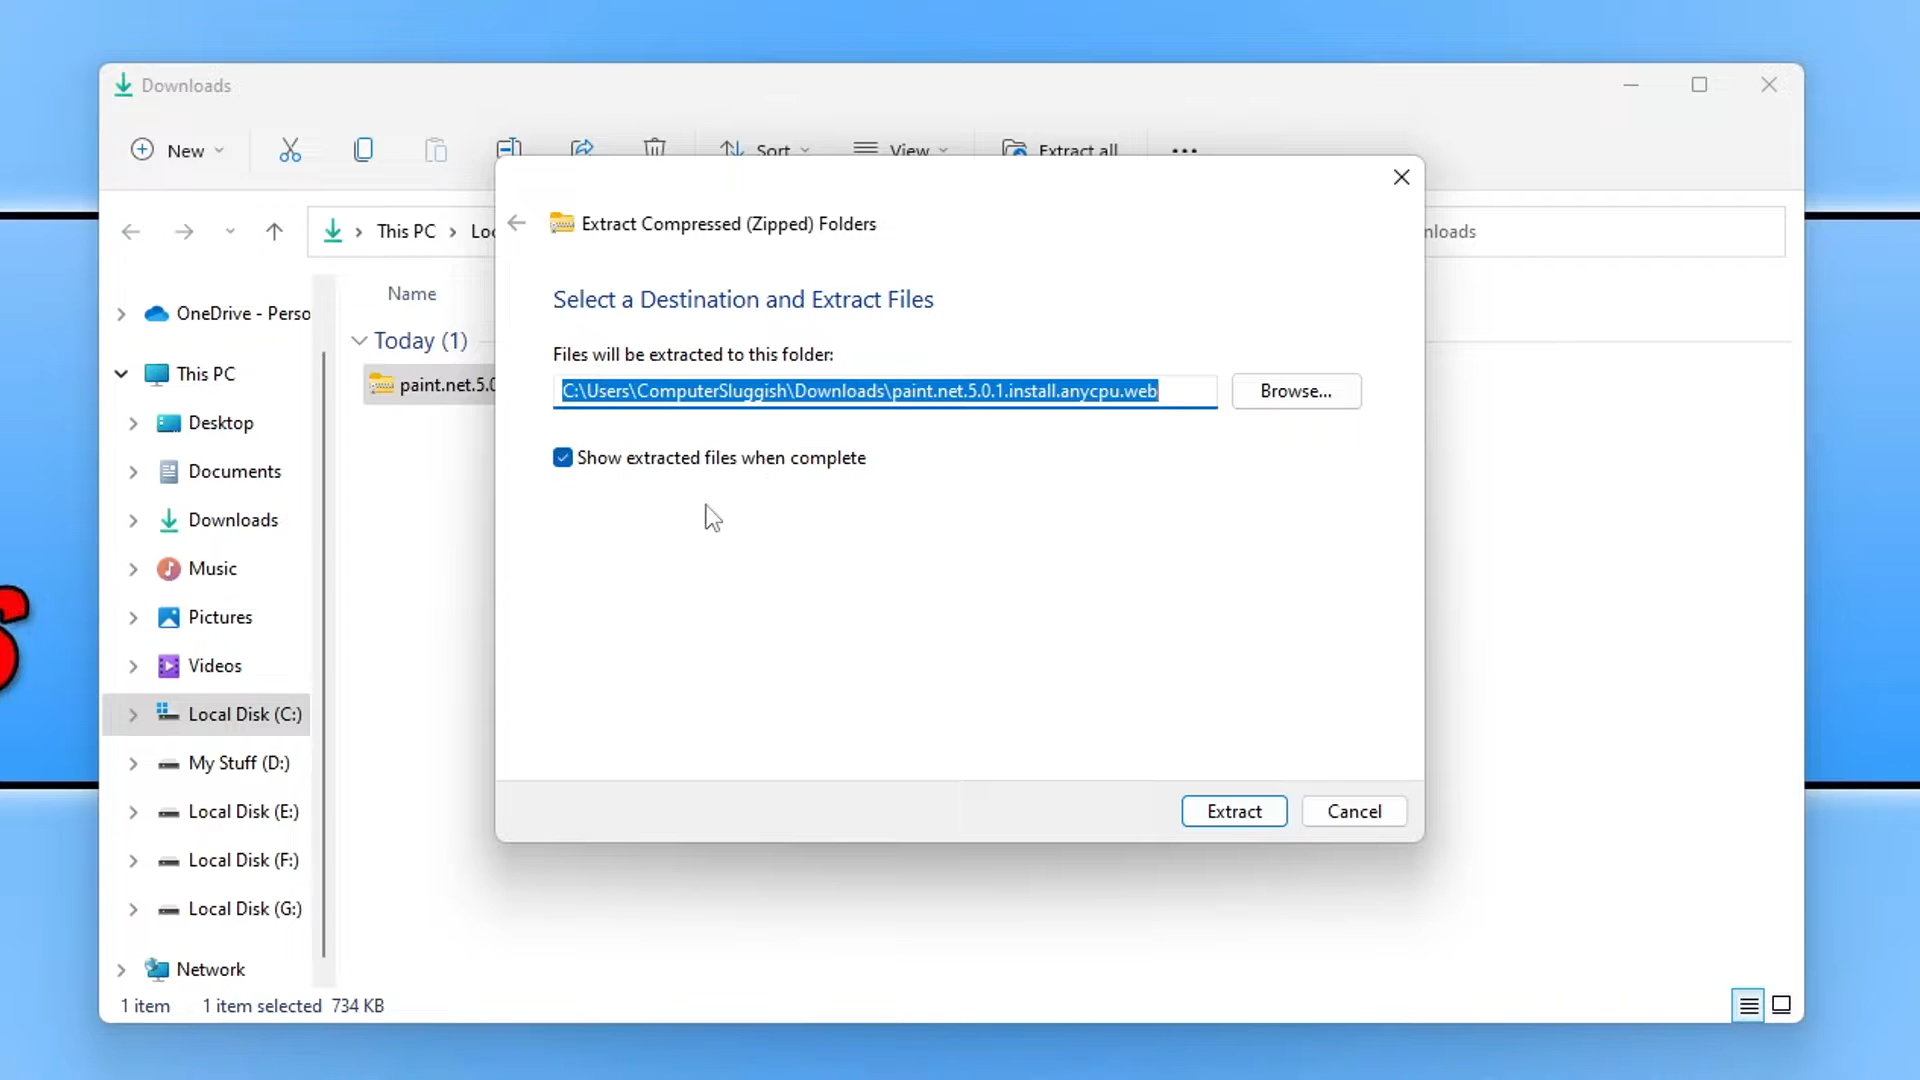 Downloads
New
Sort
View
Extract all
This PC
nloads
Extract Compressed (Zipped) Folders
Name
Today (1)
paint.net.5.0
OneDrive - Perso
This PC
Desktop
Documents
Downloads
Music
Pictures
Videos
Local Disk (C:)
My Stuff (D:)
Local Disk (E:)
Local Disk (F:)
Local Disk (G:)
Network
Select a Destination and Extract Files
Files will be extracted to this folder:
C:\Users\ComputerSluggish\Downloads\paint.net.5.0.1.install.anycpu.web
Browse...
Show extracted files when complete
Extract
Cancel
1 item
1 item selected 734 KB